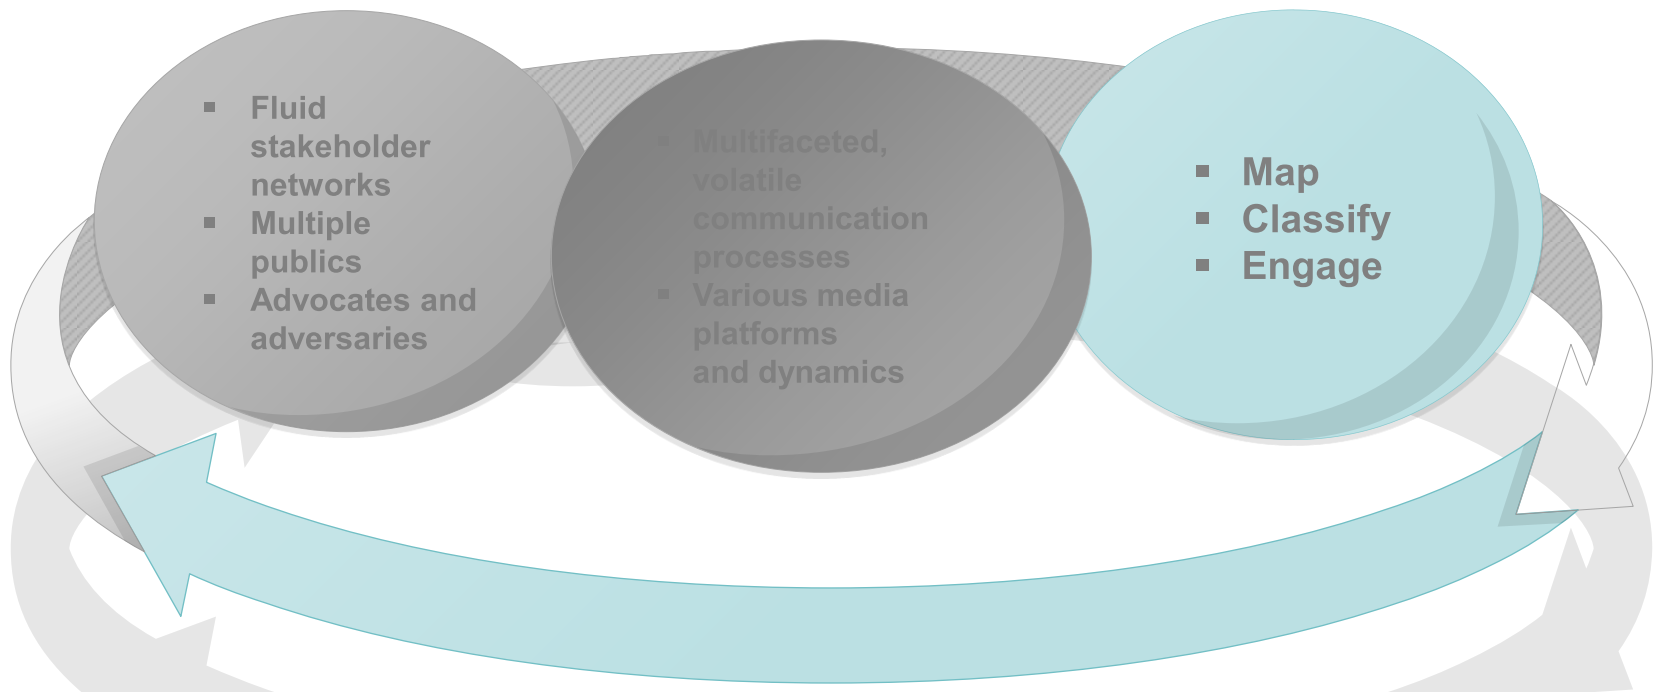 ▪ Fluid
stakeholder
networks
▪ Multiple
publics
▪ Advocates and
adversaries
▪ Multifaceted,
volatile
communication
processes
▪ Various media
platforms
and dynamics
▪ Map
▪ Classify
▪ Engage